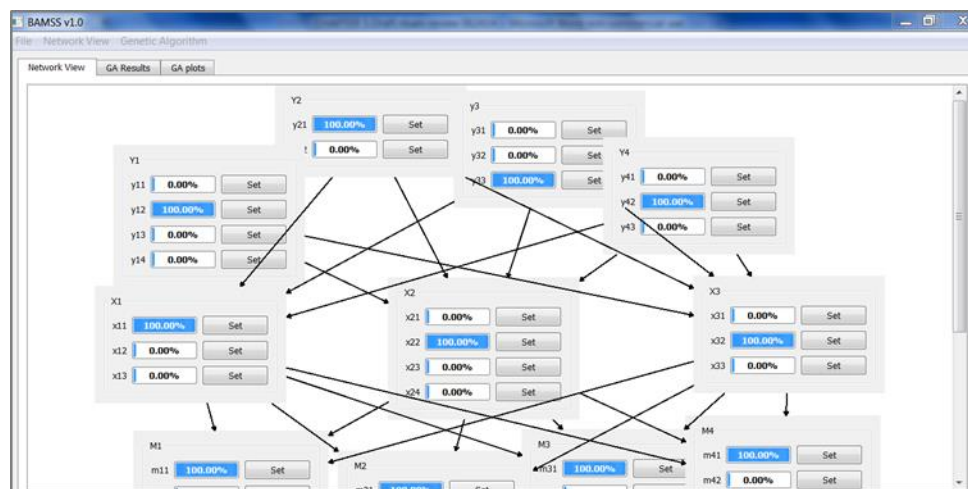 BAMSS v1.0
File Network View Genetic Algorithm
Network View GA Results GA plots
Y2
y21 100.00% Set
0.00% Set
y3
y31 0.00% Set
y32 0.00% Set
y33 100.00% Set
Y1
y11 0.00% Set
y12 100.00% Set
y13 0.00% Set
y14 0.00% Set
Y4
y41 0.00% Set
y42 100.00% Set
y43 0.00% Set
X1
x11 100.00% Set
x12 0.00% Set
x13 0.00% Set
X2
x21 0.00% Set
x22 100.00% Set
x23 0.00% Set
x24 0.00% Set
X3
x31 0.00% Set
x32 100.00% Set
x33 0.00% Set
M1
m11 100.00% Set
M2
M3
m31 100.00% Set
M4
m41 100.00% Set
m42 0.00% Set